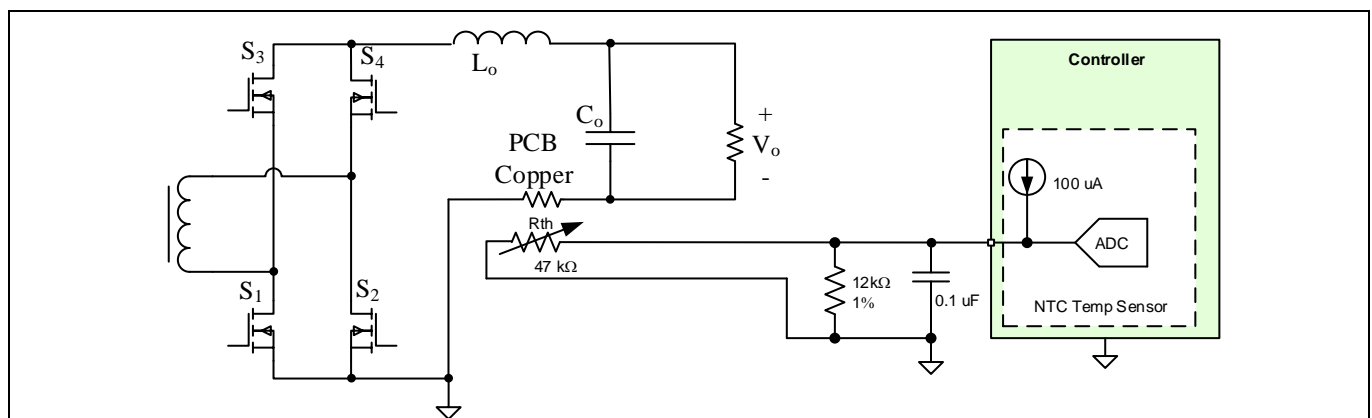 S3
S4
Lo
Co
PCB
Copper
+
Vo
-
Rth
47 kΩ
S1
S2
12kΩ
1%
0.1 uF
Controller
100 uA
ADC
NTC Temp Sensor